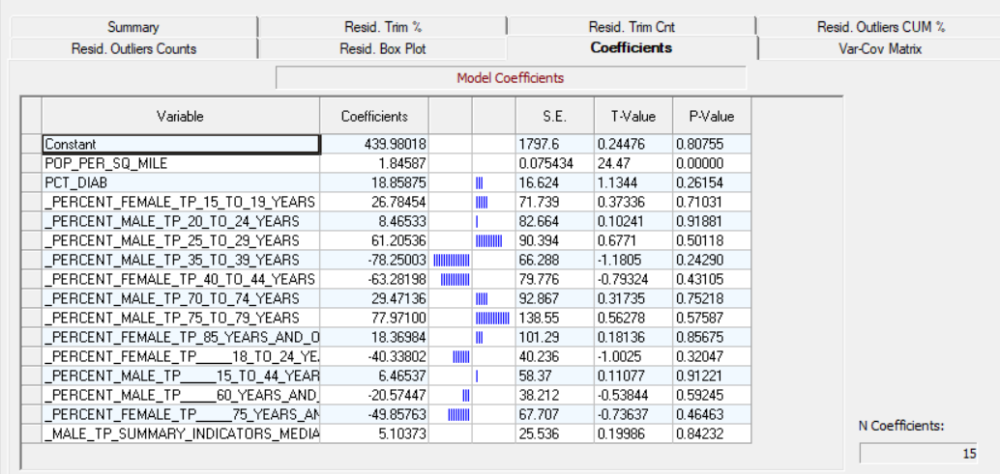 Summary Resid. Trim % Resid. Trim Cnt Resid. Outliers CUM %
Resid. Outliers Counts Resid. Box Plot Coefficients Var-Cov Matrix
Model Coefficients
Variable Coefficients S.E. T-Value P-Value
Constant 439.98018 1797.6 0.24476 0.80755
POP_PER_SQ_MILE 1.84587 0.075434 24.47 0.00000
PCT_DIAB 18.85875 16.624 1.1344 0.26154
_PERCENT_FEMALE_TP_15_TO_19_YEARS 26.78454 71.739 0.37336 0.71031
_PERCENT_MALE_TP_20_TO_24_YEARS 8.46533 82.664 0.10241 0.91881
_PERCENT_MALE_TP_25_TO_29_YEARS 61.20536 90.394 0.6771 0.50118
_PERCENT_MALE_TP_35_TO_39_YEARS -78.25003 66.288 -1.1805 0.24290
_PERCENT_FEMALE_TP_40_TO_44_YEARS -63.28198 79.776 -0.79324 0.43105
_PERCENT_MALE_TP_70_TO_74_YEARS 29.47136 92.867 0.31735 0.75218
_PERCENT_MALE_TP_75_TO_79_YEARS 77.97100 138.55 0.56278 0.57587
_PERCENT_FEMALE_TP_85_YEARS_AND_O 18.36984 101.29 0.18136 0.85675
_PERCENT_FEMALE_TP_____18_TO_24_YE. -40.33802 40.236 -1.0025 0.32047
_PERCENT_MALE_TP_____15_TO_44_YEAR 6.46537 58.37 0.11077 0.91221
_PERCENT_MALE_TP_____60_YEARS_AND_ -20.57447 38.212 -0.53844 0.59245
_PERCENT_FEMALE_TP_____75_YEARS_AN -49.85763 67.707 -0.73637 0.46463
_MALE_TP_SUMMARY_INDICATORS_MEDIA 5.10373 25.536 0.19986 0.84232
N Coefficients:
15